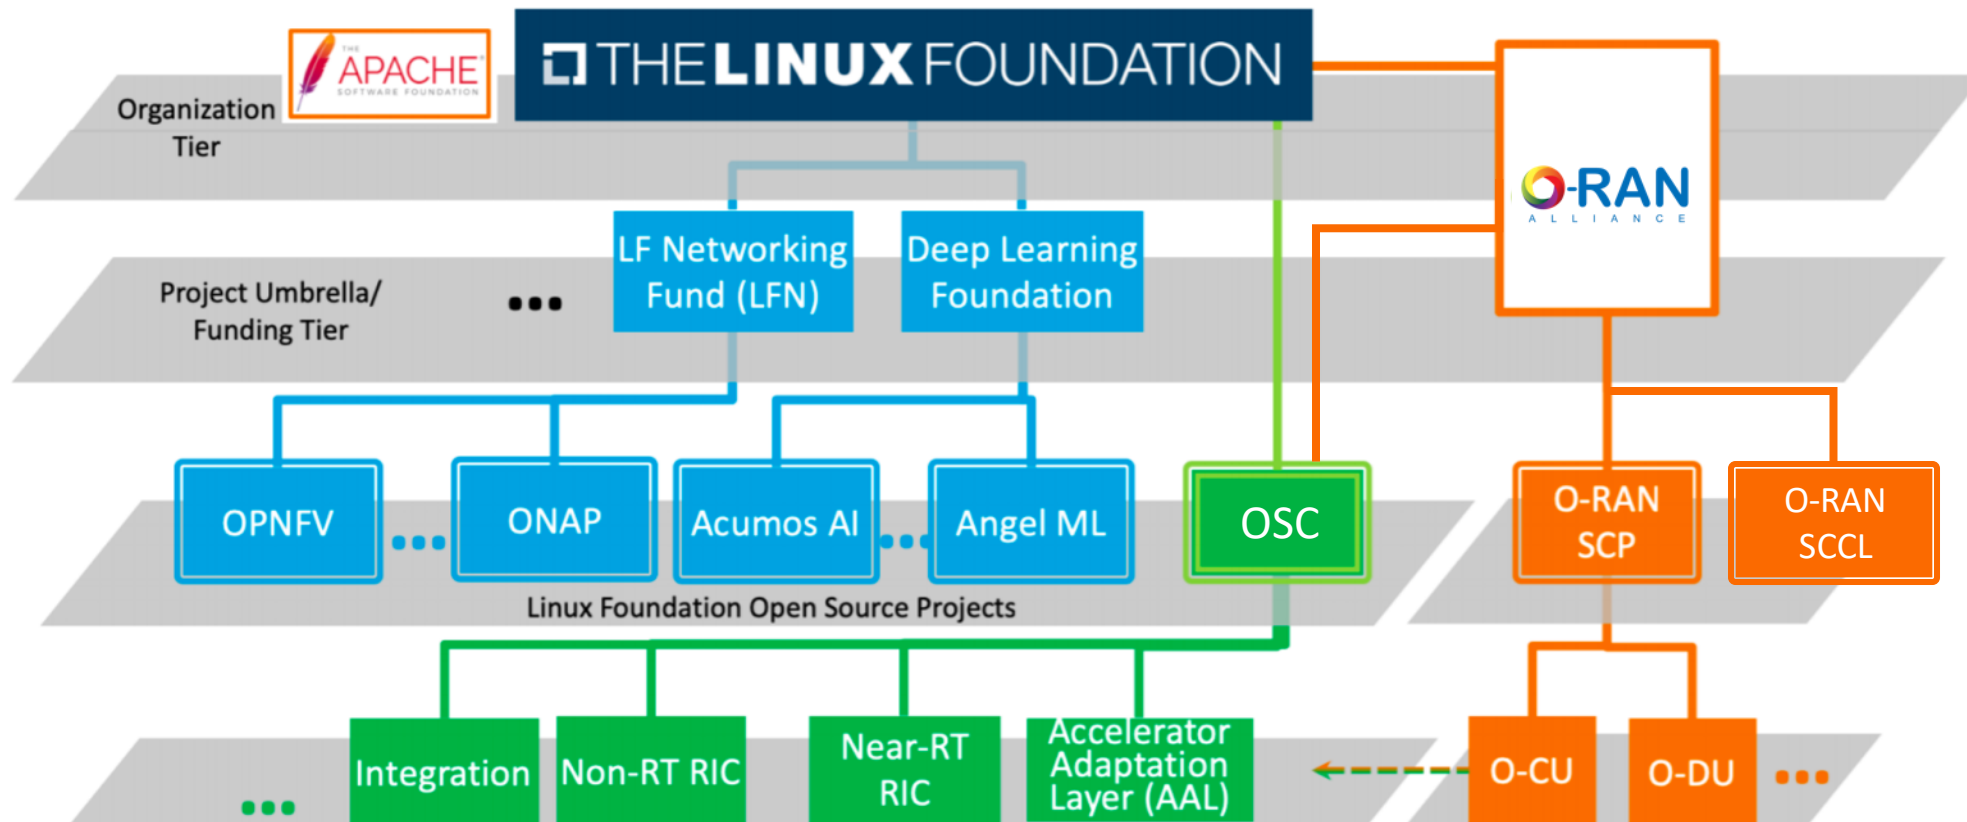 THE
APACHE
SOFTWARE FOUNDATION
THE LINUX FOUNDATION
Organization
Tier
O-RAN
ALLIANCE
LF Networking
Fund (LFN)
Deep Learning
Foundation
Project Umbrella/
Funding Tier
OPNFV
ONAP
Acumos AI
Angel ML
OSC
O-RAN
SCP
O-RAN
SCCL
Linux Foundation Open Source Projects
Integration
Non-RT RIC
Near-RT
RIC
Accelerator
Adaptation
Layer (AAL)
O-CU
O-DU